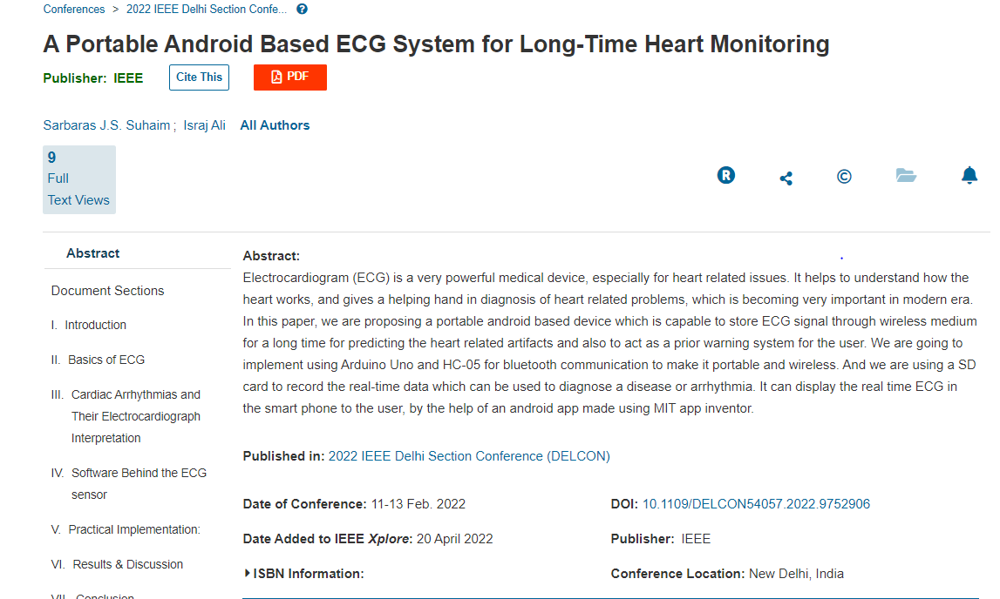 Conferences > 2022 IEEE Delhi Section Confe... ?
A Portable Android Based ECG System for Long-Time Heart Monitoring
Publisher: IEEE Cite This PDF
Sarbaras J.S. Suhaim ; Israj Ali All Authors
9
Full
Text Views
R ©
Abstract
Document Sections
I. Introduction
II. Basics of ECG
III. Cardiac Arrhythmias and
Their Electrocardiograph
Interpretation
IV. Software Behind the ECG
sensor
V. Practical Implementation:
VI. Results & Discussion
VII. Conclusion
Abstract:
Electrocardiogram (ECG) is a very powerful medical device, especially for heart related issues. It helps to understand how the
heart works, and gives a helping hand in diagnosis of heart related problems, which is becoming very important in modern era.
In this paper, we are proposing a portable android based device which is capable to store ECG signal through wireless medium
for a long time for predicting the heart related artifacts and also to act as a prior warning system for the user. We are going to
implement using Arduino Uno and HC-05 for bluetooth communication to make it portable and wireless. And we are using a SD
card to record the real-time data which can be used to diagnose a disease or arrhythmia. It can display the real time ECG in
the smart phone to the user, by the help of an android app made using MIT app inventor.
Published in: 2022 IEEE Delhi Section Conference (DELCON)
Date of Conference: 11-13 Feb. 2022
DOI: 10.1109/DELCON54057.2022.9752906
Date Added to IEEE Xplore: 20 April 2022
Publisher: IEEE
ISBN Information:
Conference Location: New Delhi, India